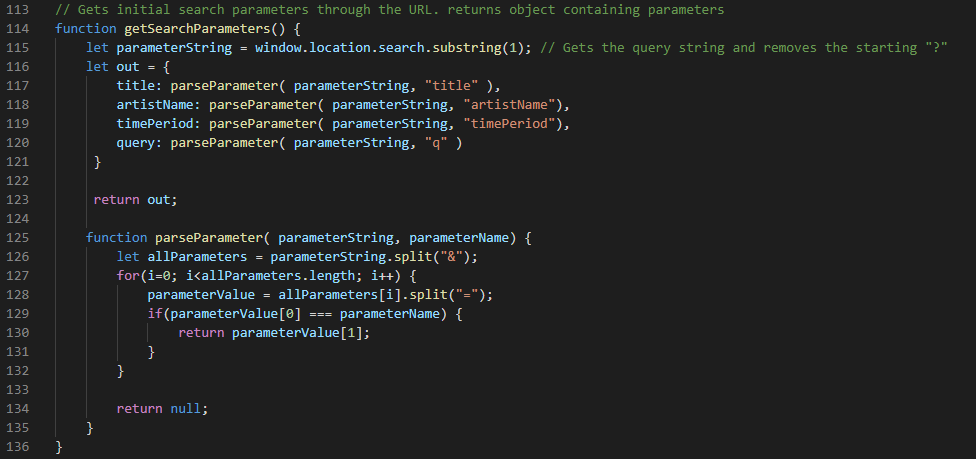 113 // Gets initial search parameters through the URL. returns object containing parameters
114 function getSearchParameters() {
115     let parameterString = window.location.search.substring(1); // Gets the query string and removes the starting "?"
116     let out = {
117         title: parseParameter( parameterString, "title" ),
118         artistName: parseParameter( parameterString, "artistName"),
119         timePeriod: parseParameter( parameterString, "timePeriod"),
120         query: parseParameter( parameterString, "q" )
121      }
122
123      return out;
124
125     function parseParameter( parameterString, parameterName) {
126         let allParameters = parameterString.split("&");
127         for(i=0; i<allParameters.length; i++) {
128             parameterValue = allParameters[i].split("=");
129             if(parameterValue[0] === parameterName) {
130                 return parameterValue[1];
131             }
132         }
133
134         return null;
135     }
136 }